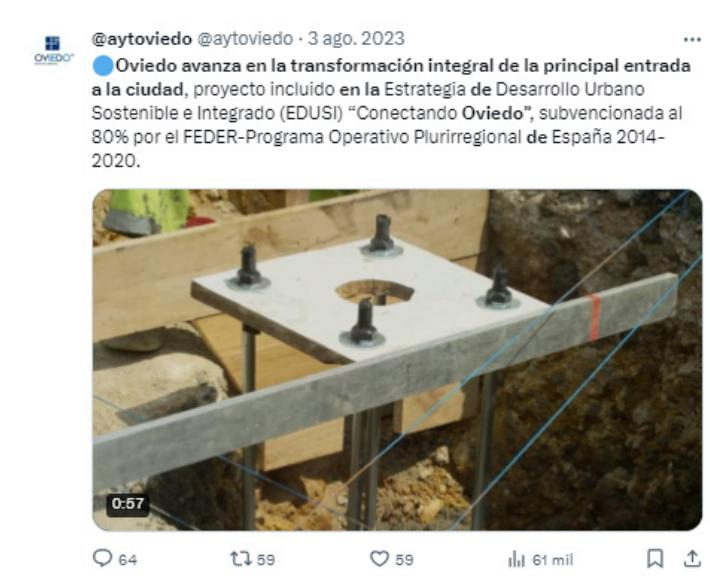 OVIEDO
@aytoviedo @aytoviedo · 3 ago. 2023
Oviedo avanza en la transformación integral de la principal entrada
a la ciudad, proyecto incluido en la Estrategia de Desarrollo Urbano
Sostenible e Integrado (EDUSI) “Conectando Oviedo”, subvencionada al
80% por el FEDER-Programa Operativo Plurirregional de España 2014-
2020.
0:57
64 59 59 61 mil